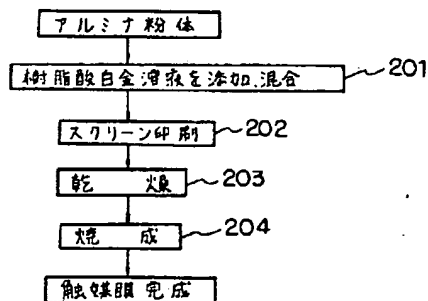 アルミナ粉体
樹脂酸白金溶液を添加、混合
201
スクリーン印刷
202
乾燥
203
焼成
204
触媒膜完成